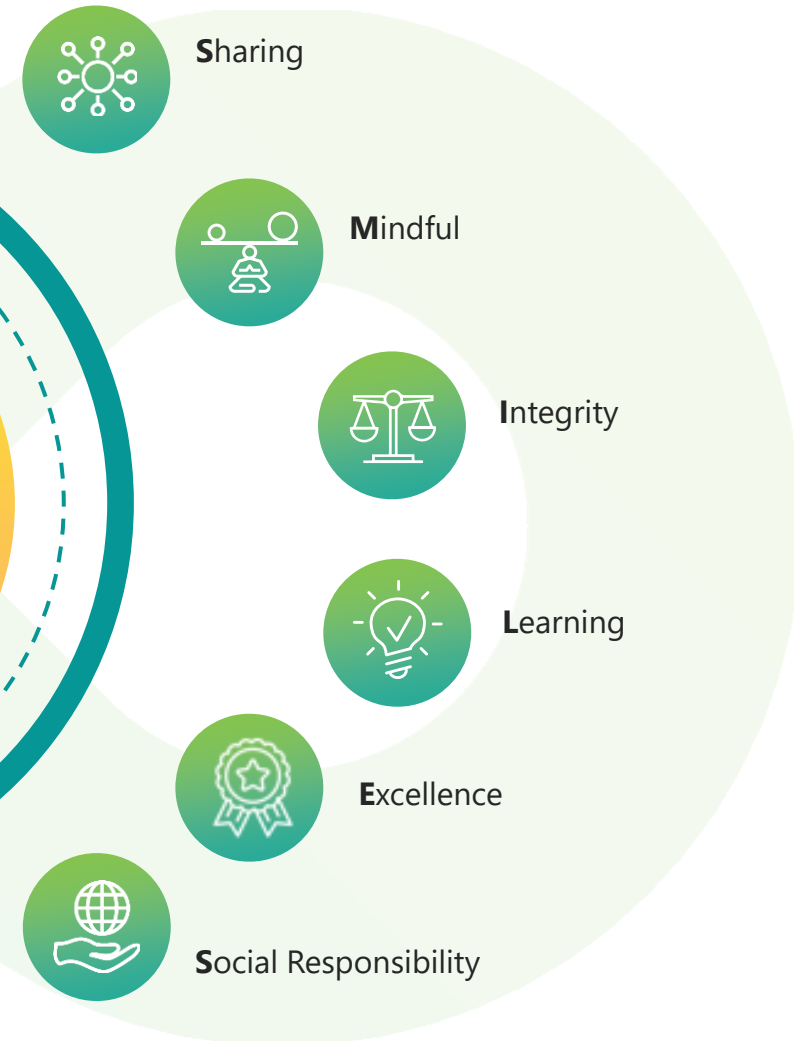 Sharing
Mindful
Integrity
Learning
Excellence
Social Responsibility